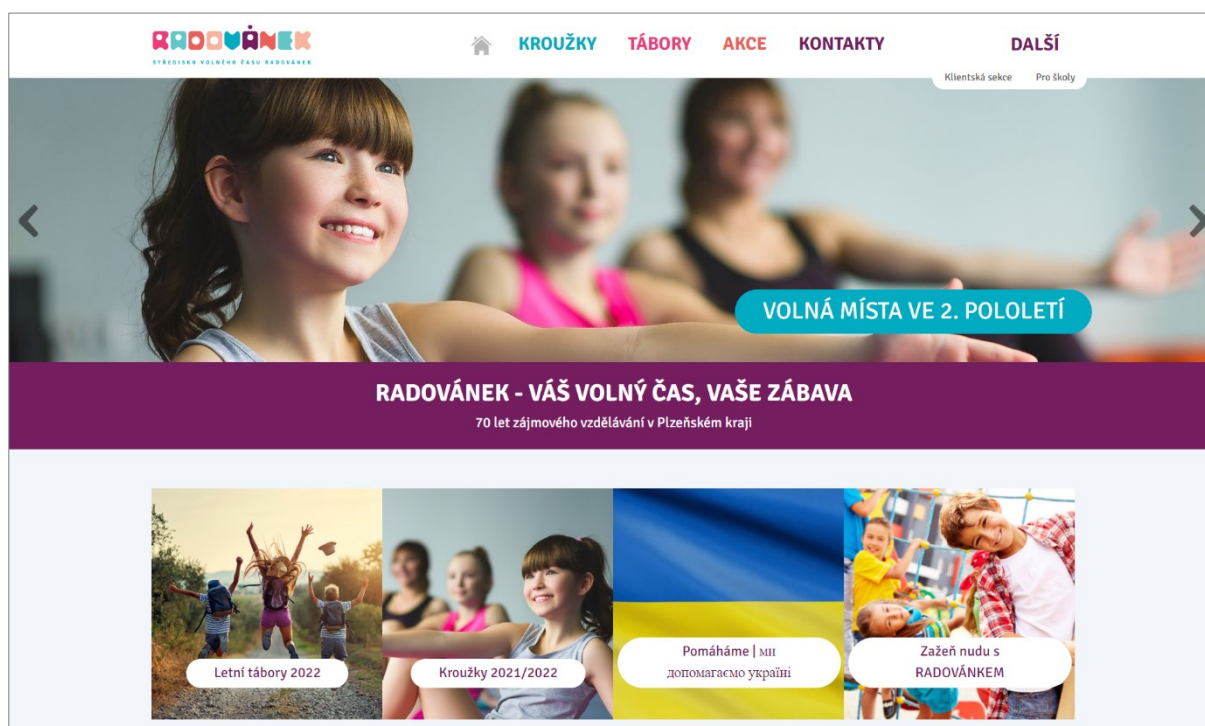 RADOVÁNEK
STŘEDISKO VOLNÉHO ČASU RADOVÁNEK
KROUŽKY TÁBORY AKCE KONTAKTY DALŠÍ
Klientská sekce Pro školy
VOLNÁ MÍSTA VE 2. POLOLETÍ
RADOVÁNEK - VÁŠ VOLNÝ ČAS, VAŠE ZÁBAVA
70 let zájmového vzdělávání v Plzeňském kraji
Letní tábory 2022
Kroužky 2021/2022
Pomáháme | ми
допомагаємо україні
Zažeň nudu s
RADOVÁNKEM